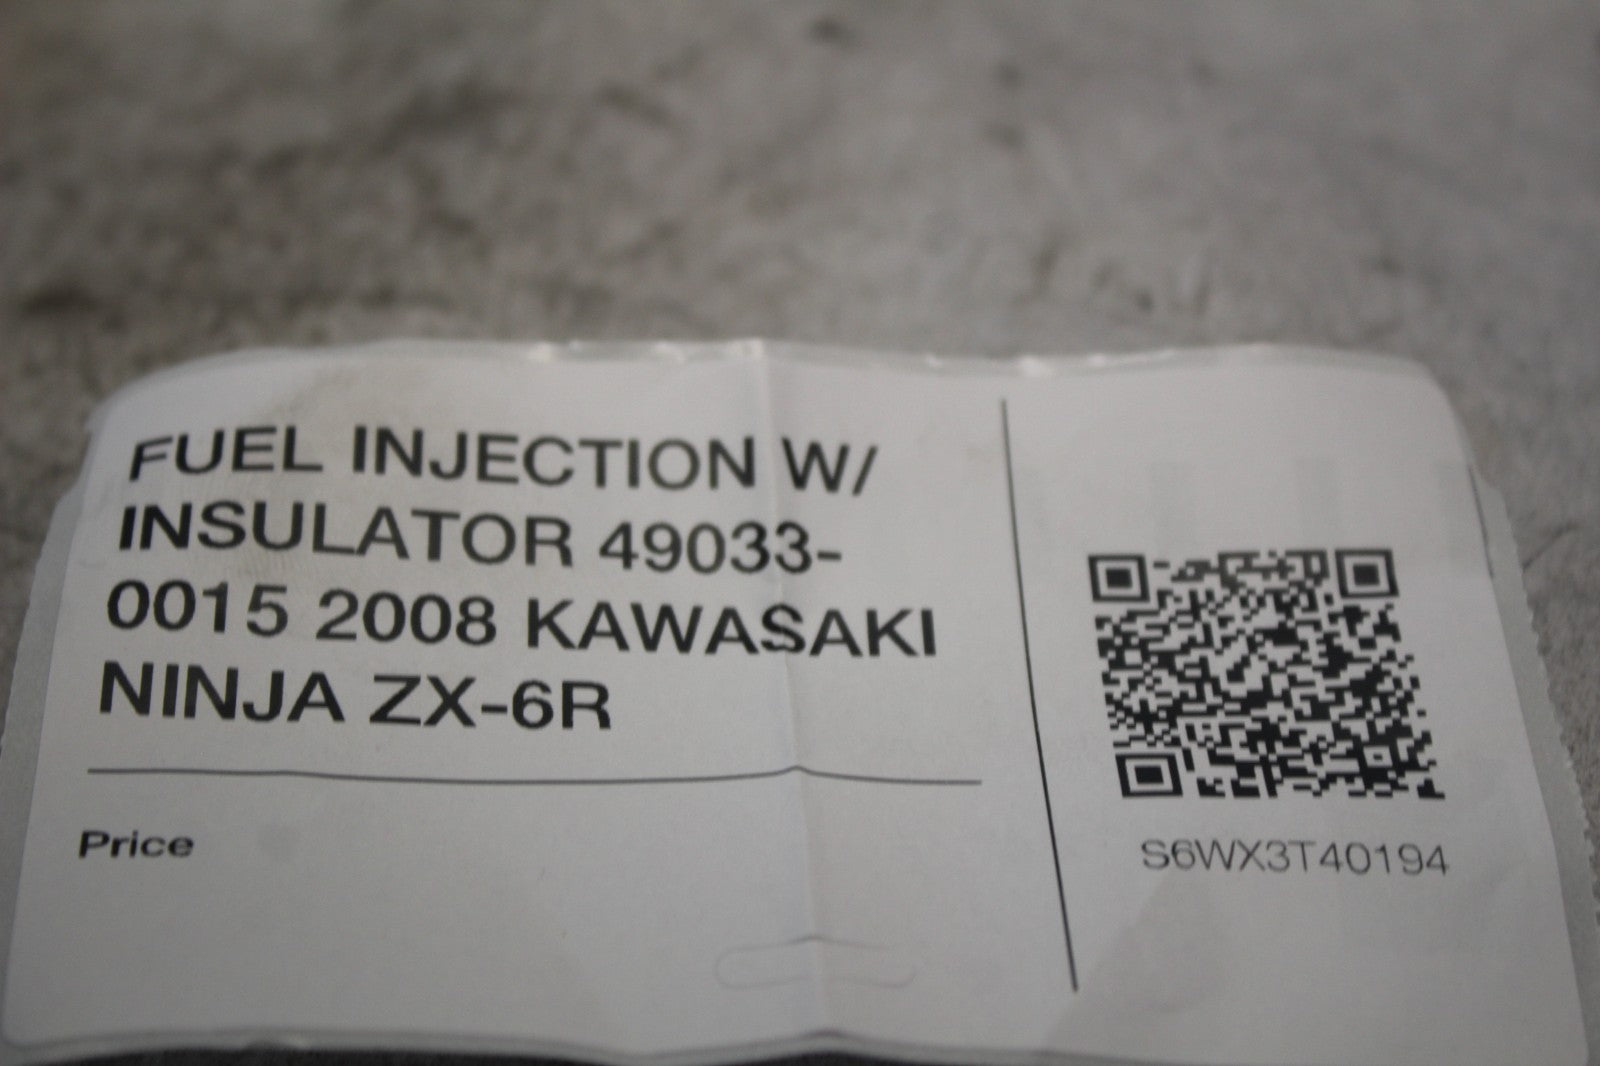 FUEL INJECTION W/
INSULATOR 49033-
0015 2008 KAWASAKI
NINJA ZX-6R
Price
S6WX3T40194